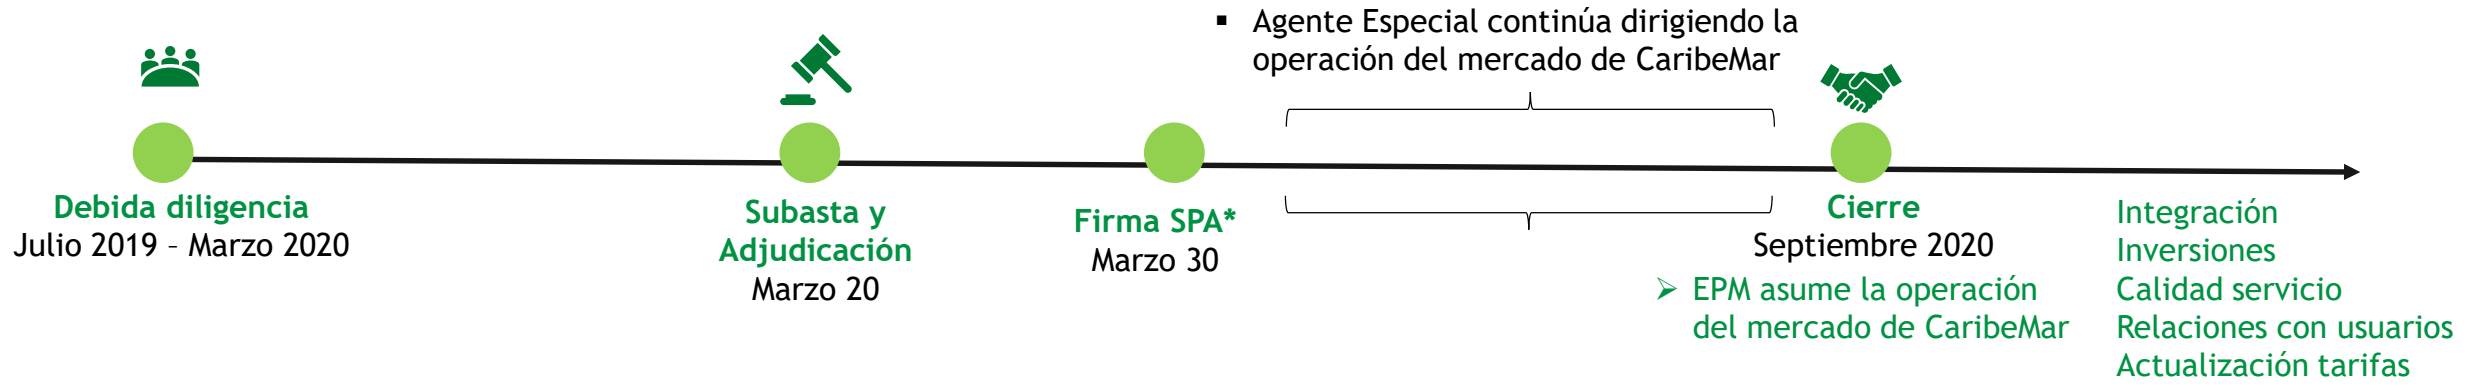 ▪ Agente Especial continúa dirigiendo la
operación del mercado de CaribeMar
Debida diligencia
Julio 2019 – Marzo 2020
Subasta y
Adjudicación
Marzo 20
Firma SPA*
Marzo 30
Cierre
Septiembre 2020
➢ EPM asume la operación
del mercado de CaribeMar
Integración
Inversiones
Calidad servicio
Relaciones con usuarios
Actualización tarifas